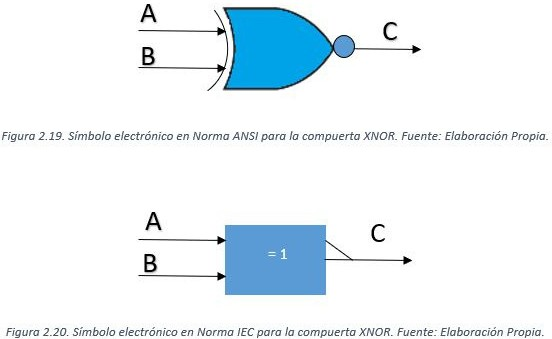 A
B
C
Figura 2.19. Símbolo electrónico en Norma ANSI para la compuerta XNOR. Fuente: Elaboración Propia.
A
B
= 1
C
Figura 2.20. Símbolo electrónico en Norma IEC para la compuerta XNOR. Fuente: Elaboración Propia.